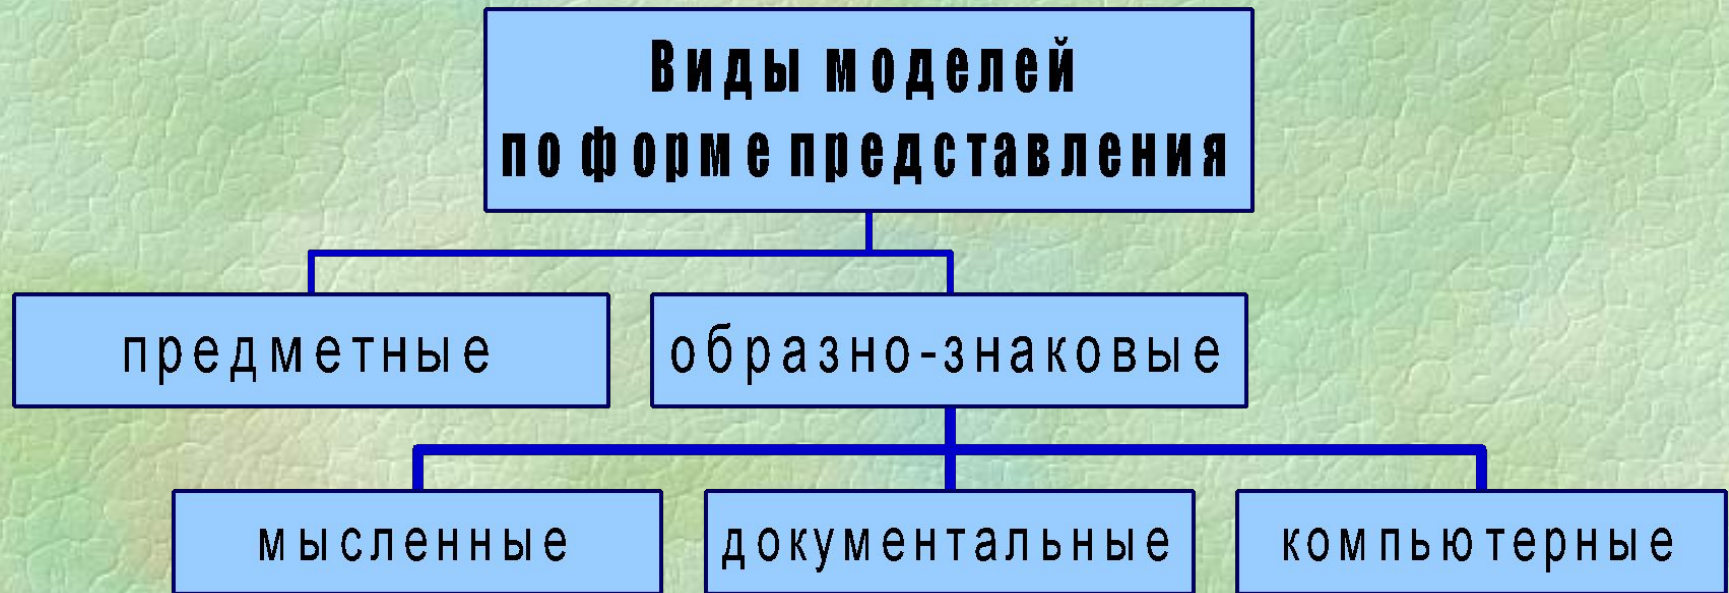 Виды моделей
по форме представления
предметные
образно-знаковые
мысленные
документальные
компьютерные